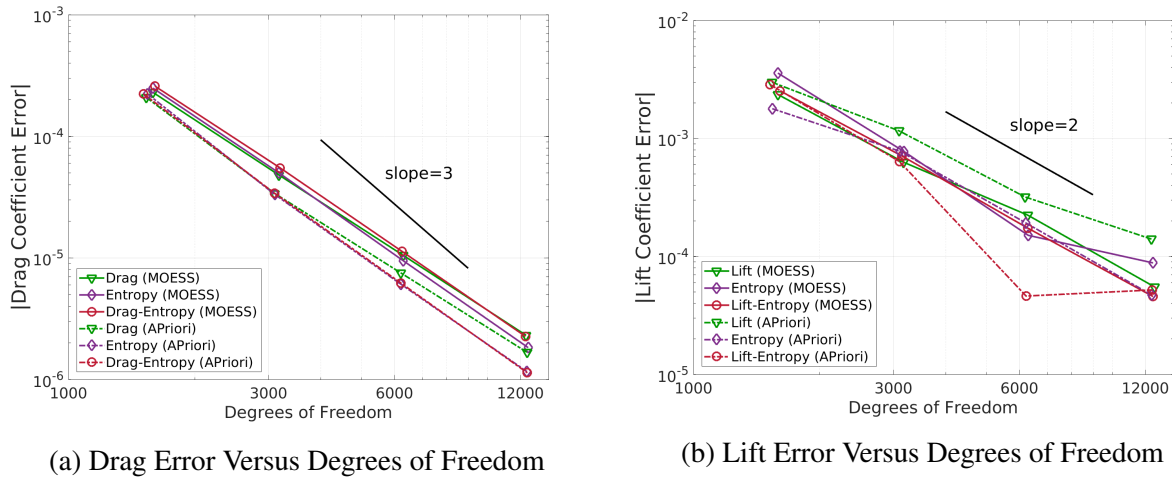 10^-3
10^-4
10^-5
10^-6
|Drag Coefficient Error|
slope=3
Drag (MOESS)
Entropy (MOESS)
Drag-Entropy (MOESS)
Drag (APriori)
Entropy (APriori)
Drag-Entropy (APriori)
1000
3000
6000
12000
Degrees of Freedom
(a) Drag Error Versus Degrees of Freedom
10^-2
10^-3
10^-4
10^-5
|Lift Coefficient Error|
slope=2
Lift (MOESS)
Entropy (MOESS)
Lift-Entropy (MOESS)
Lift (APriori)
Entropy (APriori)
Lift-Entropy (APriori)
1000
3000
6000
12000
Degrees of Freedom
(b) Lift Error Versus Degrees of Freedom